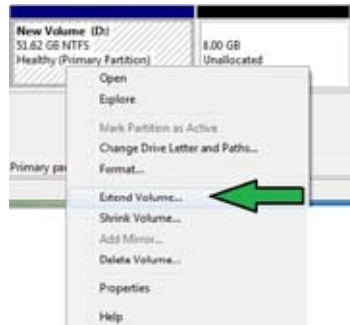 New Volume (D:)
51.62 GB NTFS
Healthy (Primary Partition)
8.00 GB
Unallocated
Open
Explore
Mark Partition as Active
Change Drive Letter and Paths...
Format...
Primary pa
Extend Volume...
Shrink Volume...
Add Mirror...
Delete Volume...
Properties
Help